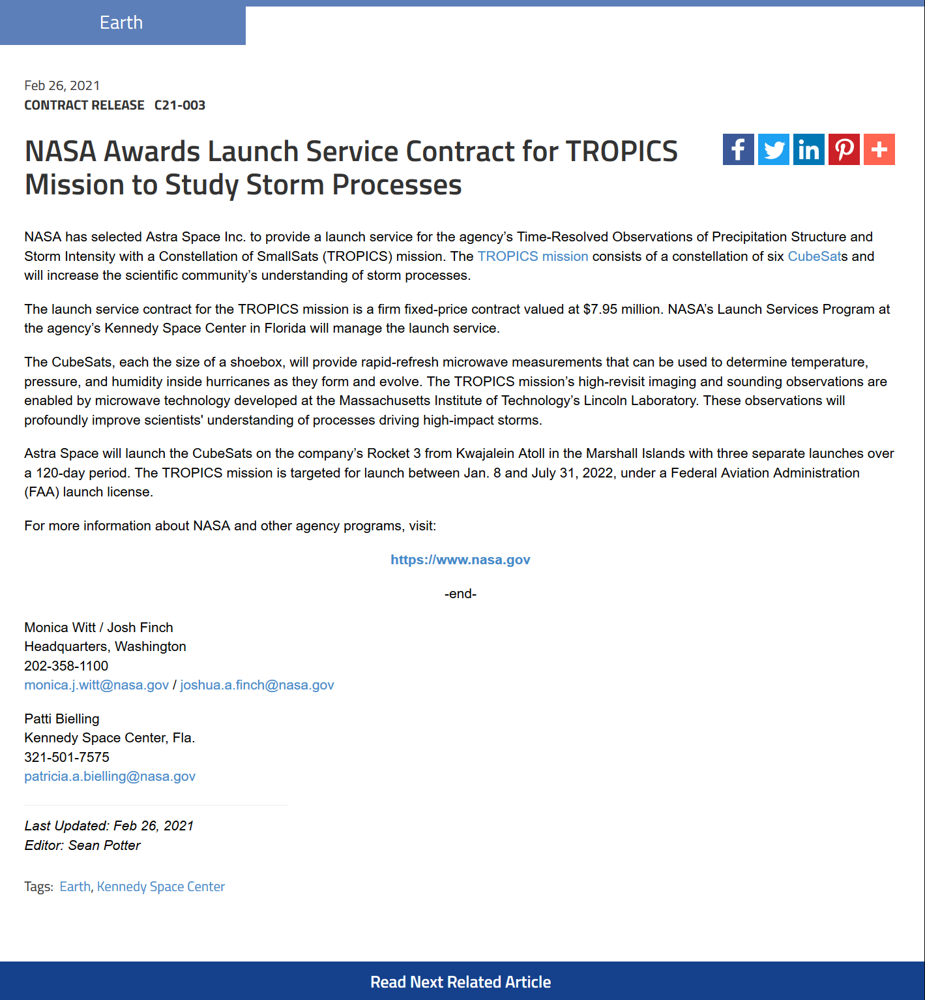 Earth
Feb 26, 2021
CONTRACT RELEASE C21-003
NASA Awards Launch Service Contract for TROPICS
Mission to Study Storm Processes
NASA has selected Astra Space Inc. to provide a launch service for the agency’s Time-Resolved Observations of Precipitation Structure and
Storm Intensity with a Constellation of SmallSats (TROPICS) mission. The TROPICS mission consists of a constellation of six CubeSats and
will increase the scientific community’s understanding of storm processes.
The launch service contract for the TROPICS mission is a firm fixed-price contract valued at $7.95 million. NASA’s Launch Services Program at
the agency’s Kennedy Space Center in Florida will manage the launch service.
The CubeSats, each the size of a shoebox, will provide rapid-refresh microwave measurements that can be used to determine temperature,
pressure, and humidity inside hurricanes as they form and evolve. The TROPICS mission’s high-revisit imaging and sounding observations are
enabled by microwave technology developed at the Massachusetts Institute of Technology’s Lincoln Laboratory. These observations will
profoundly improve scientists' understanding of processes driving high-impact storms.
Astra Space will launch the CubeSats on the company’s Rocket 3 from Kwajalein Atoll in the Marshall Islands with three separate launches over
a 120-day period. The TROPICS mission is targeted for launch between Jan. 8 and July 31, 2022, under a Federal Aviation Administration
(FAA) launch license.
For more information about NASA and other agency programs, visit:
https://www.nasa.gov
-end-
Monica Witt / Josh Finch
Headquarters, Washington
202-358-1100
monica.j.witt@nasa.gov / joshua.a.finch@nasa.gov
Patti Bielling
Kennedy Space Center, Fla.
321-501-7575
patricia.a.bielling@nasa.gov
Last Updated: Feb 26, 2021
Editor: Sean Potter
Tags: Earth, Kennedy Space Center
Read Next Related Article